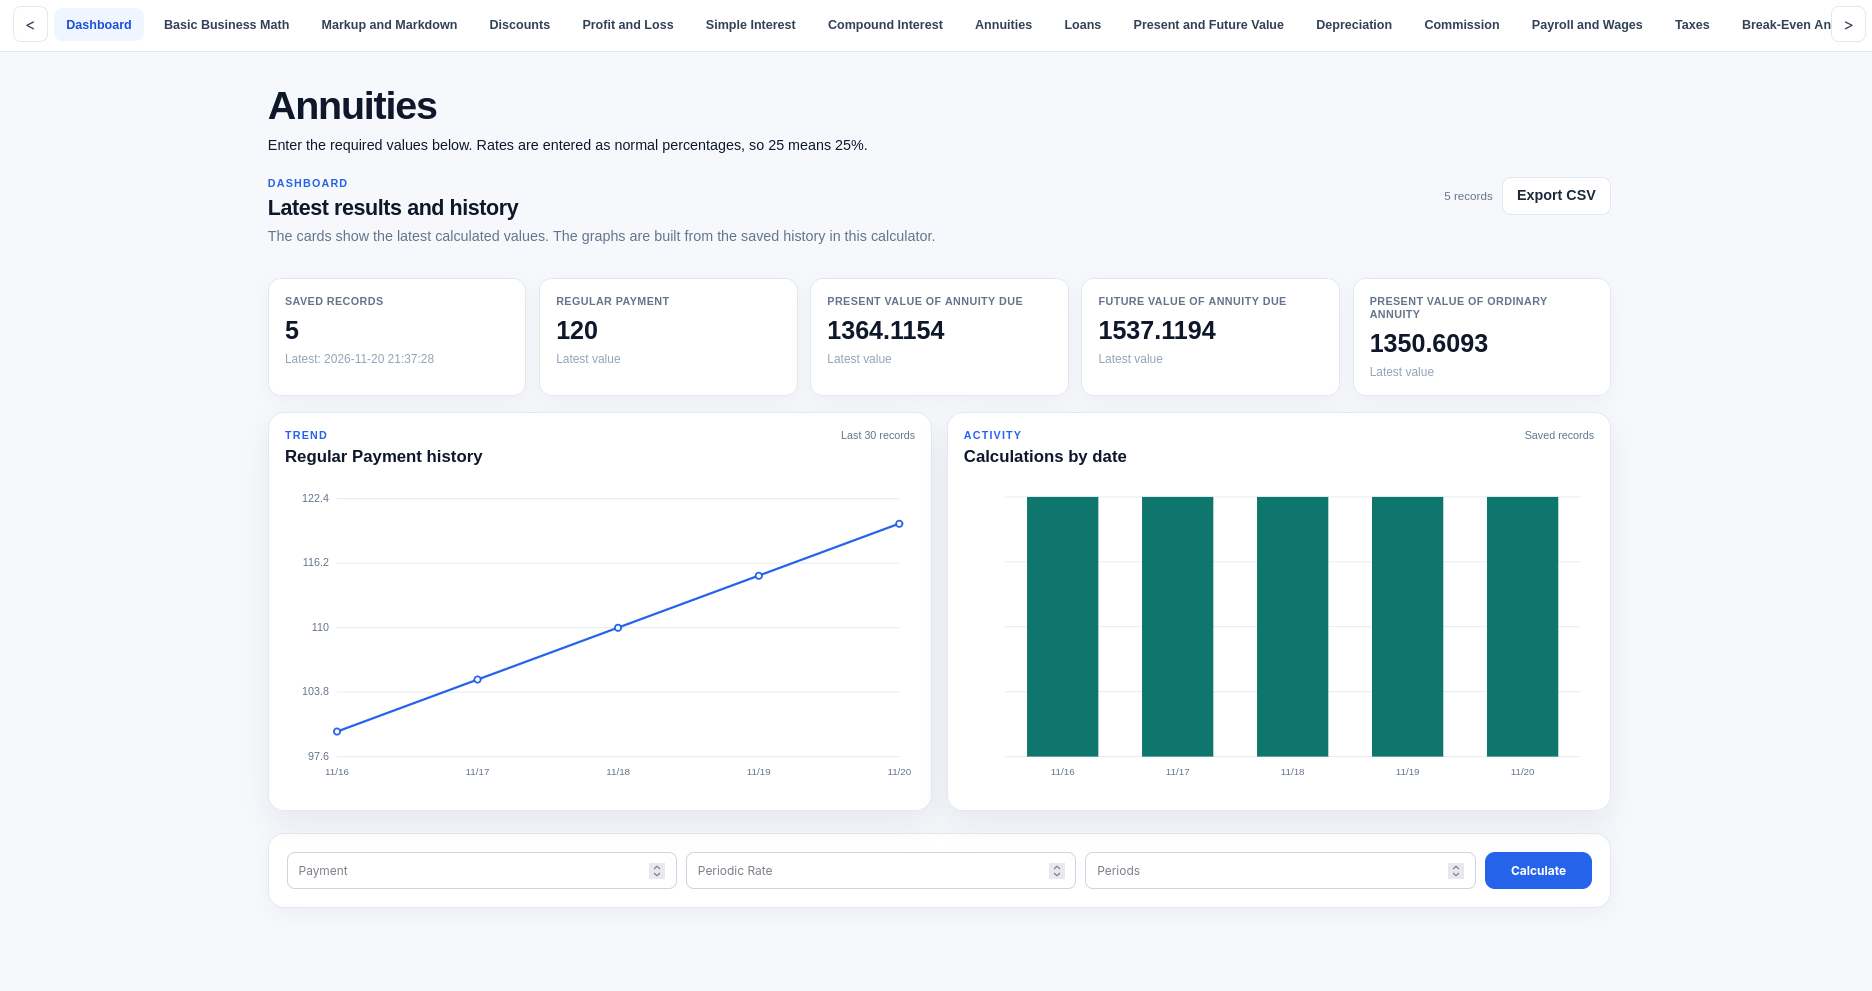 < Dashboard Basic Business Math Markup and Markdown Discounts Profit and Loss Simple Interest Compound Interest Annuities Loans Present and Future Value Depreciation Commission Payroll and Wages Taxes Break-Even An >
Annuities
Enter the required values below. Rates are entered as normal percentages, so 25 means 25%.
DASHBOARD
Latest results and history
The cards show the latest calculated values. The graphs are built from the saved history in this calculator.
5 records
Export CSV
SAVED RECORDS
5
Latest: 2026-11-20 21:37:28
REGULAR PAYMENT
120
Latest value
PRESENT VALUE OF ANNUITY DUE
1364.1154
Latest value
FUTURE VALUE OF ANNUITY DUE
1537.1194
Latest value
PRESENT VALUE OF ORDINARY
ANNUITY
1350.6093
Latest value
TREND
Regular Payment history
Last 30 records
122.4
116.2
110
103.8
97.6
11/16 11/17 11/18 11/19 11/20
ACTIVITY
Calculations by date
Saved records
11/16 11/17 11/18 11/19 11/20
Payment
Periodic Rate
Periods
Calculate